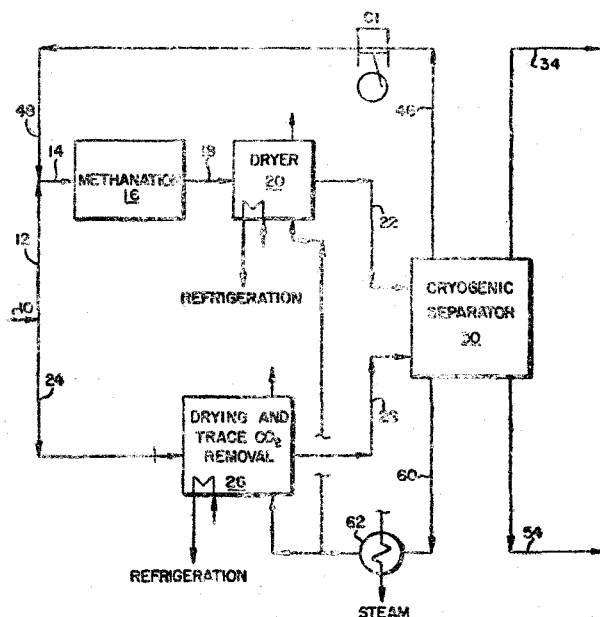 C1
34
48
46
14
METHANATION
16
18
DRYER
20
22
12
REFRIGERATION
CRYOGENIC
SEPARATOR
30
10
24
DRYING AND
TRACE CO2
REMOVAL
26
28
60
62
54
REFRIGERATION
STEAM